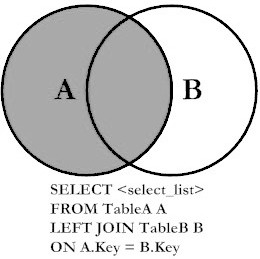 A B
SELECT <select_list>
FROM TableA A
LEFT JOIN TableB B
ON A.Key = B.Key